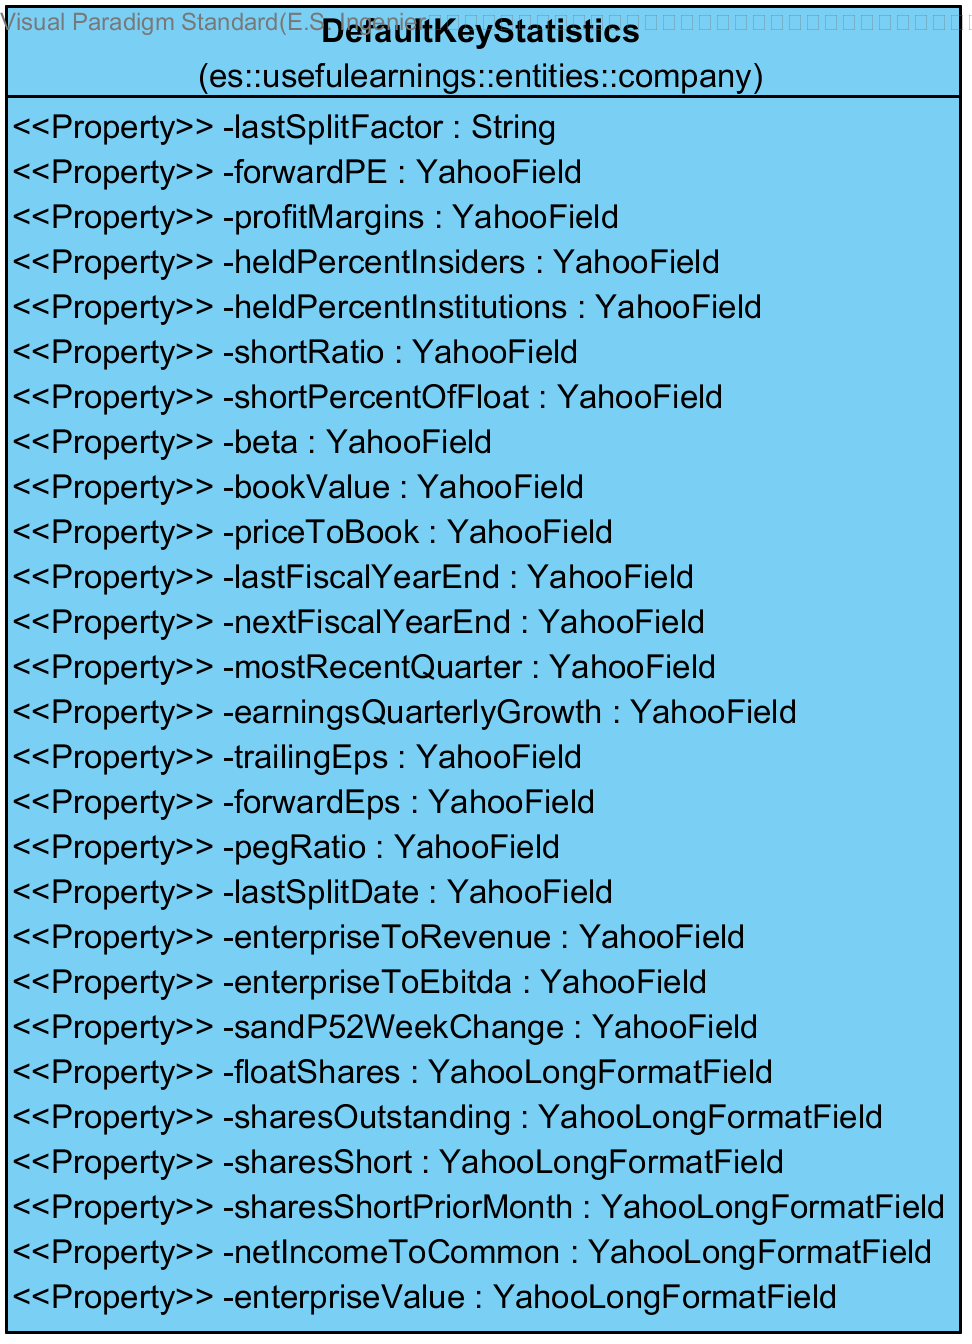 Visual Paradigm Standard(E.S. Ingenier
DefaultKeyStatistics
(es::usefulearnings::entities::company)
<<Property>> -lastSplitFactor : String
<<Property>> -forwardPE : YahooField
<<Property>> -profitMargins : YahooField
<<Property>> -heldPercentInsiders : YahooField
<<Property>> -heldPercentInstitutions : YahooField
<<Property>> -shortRatio : YahooField
<<Property>> -shortPercentOfFloat : YahooField
<<Property>> -beta : YahooField
<<Property>> -bookValue : YahooField
<<Property>> -priceToBook : YahooField
<<Property>> -lastFiscalYearEnd : YahooField
<<Property>> -nextFiscalYearEnd : YahooField
<<Property>> -mostRecentQuarter : YahooField
<<Property>> -earningsQuarterlyGrowth : YahooField
<<Property>> -trailingEps : YahooField
<<Property>> -forwardEps : YahooField
<<Property>> -pegRatio : YahooField
<<Property>> -lastSplitDate : YahooField
<<Property>> -enterpriseToRevenue : YahooField
<<Property>> -enterpriseToEbitda : YahooField
<<Property>> -sandP52WeekChange : YahooField
<<Property>> -floatShares : YahooLongFormatField
<<Property>> -sharesOutstanding : YahooLongFormatField
<<Property>> -sharesShort : YahooLongFormatField
<<Property>> -sharesShortPriorMonth : YahooLongFormatField
<<Property>> -netIncomeToCommon : YahooLongFormatField
<<Property>> -enterpriseValue : YahooLongFormatField